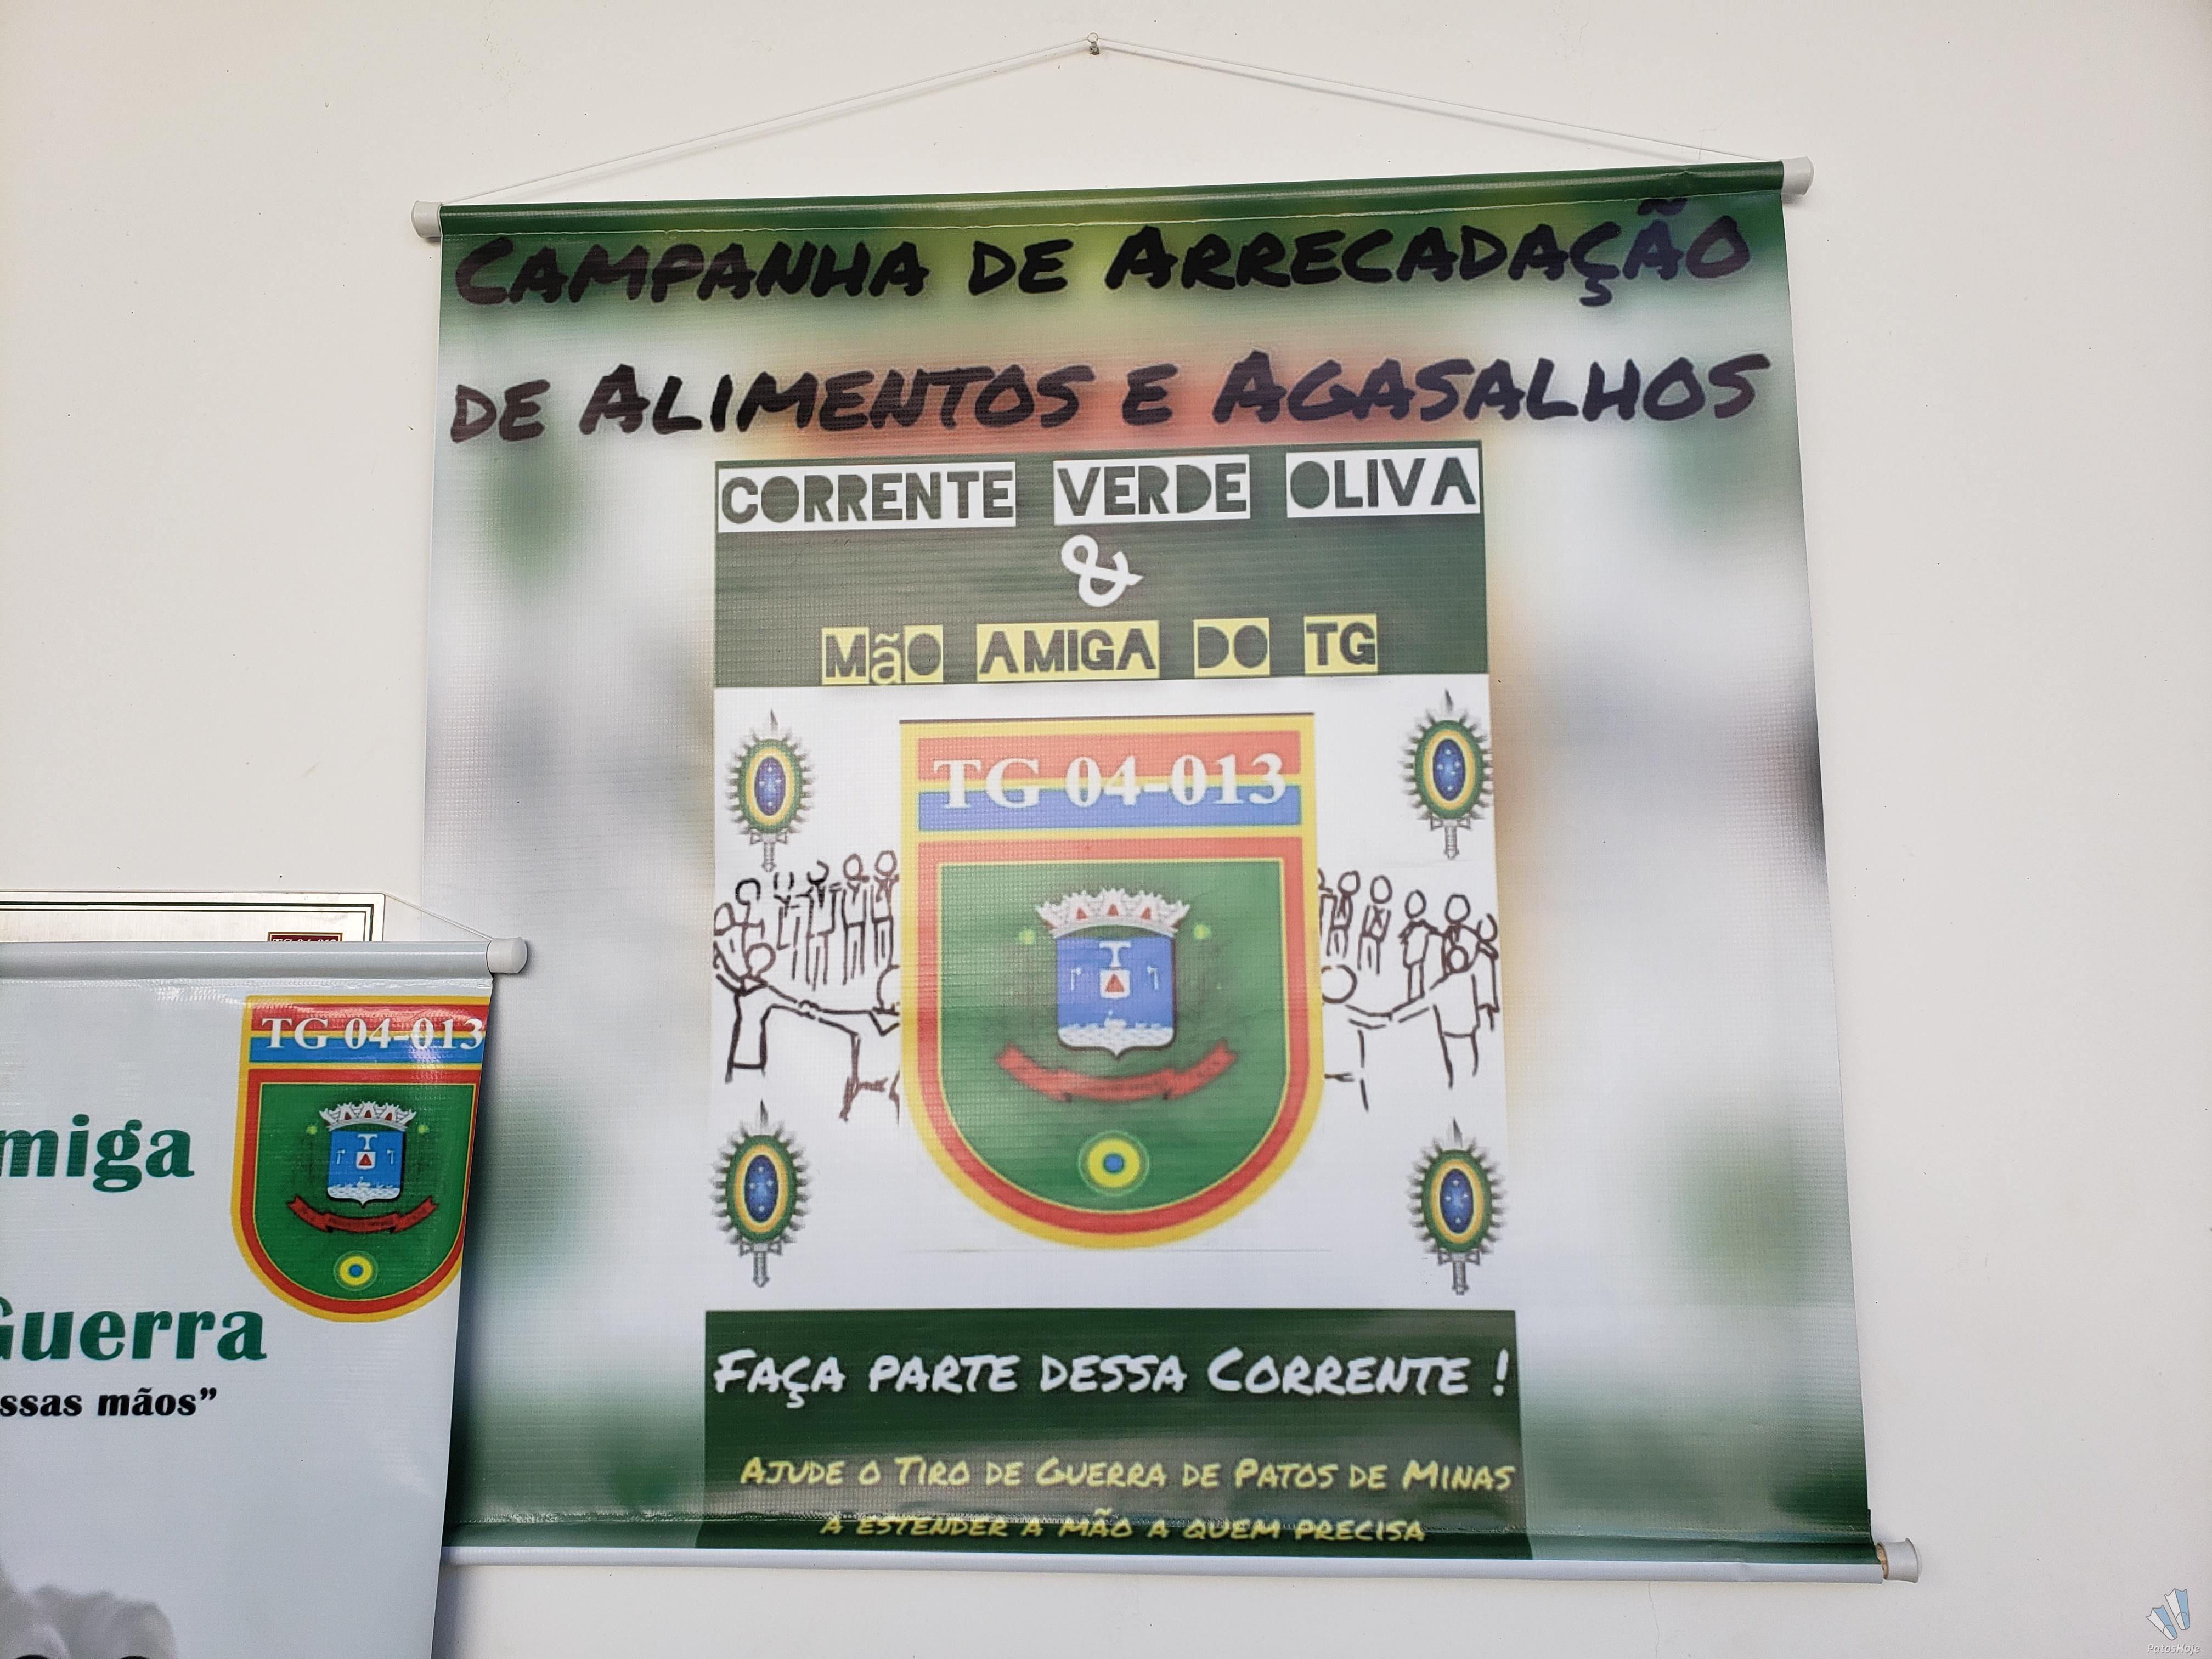 Campanha de Arrecadação
de Alimentos e Agasalhos
CORRENTE VERDE OLIVA
&
Mão AMIGA DO TG
TG 04-013
Faça parte dessa Corrente !
Ajude o Tiro de Guerra de Patos de Minas
a estender a mão a quem precisa
TG 04-013
miga
Guerra
ssas mãos”
PatosHoje